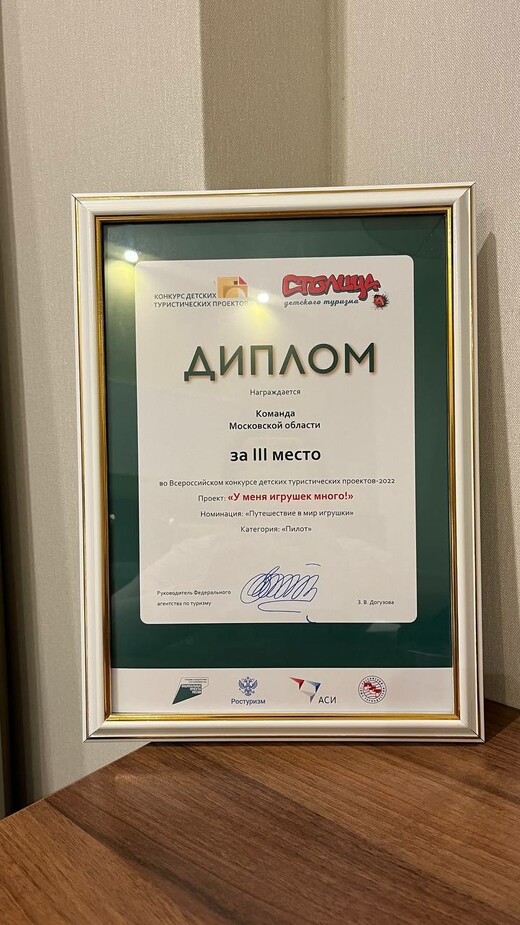 КОНКУРС ДЕТСКИХ
ТУРИСТИЧЕСКИХ ПРОЕКТОВ
СТОЛИЦА
детского туризма
ДИПЛОМ
Награждается
Команда
Московской области
за III место
во Всероссийском конкурсе детских туристических проектов-2022
Проект: «У меня игрушек много!»
Номинация: «Путешествие в мир игрушки»
Категория: «Пилот»
Руководитель Федерального
агентства по туризму
З. В. Догузова
Ростуризм
АСИ